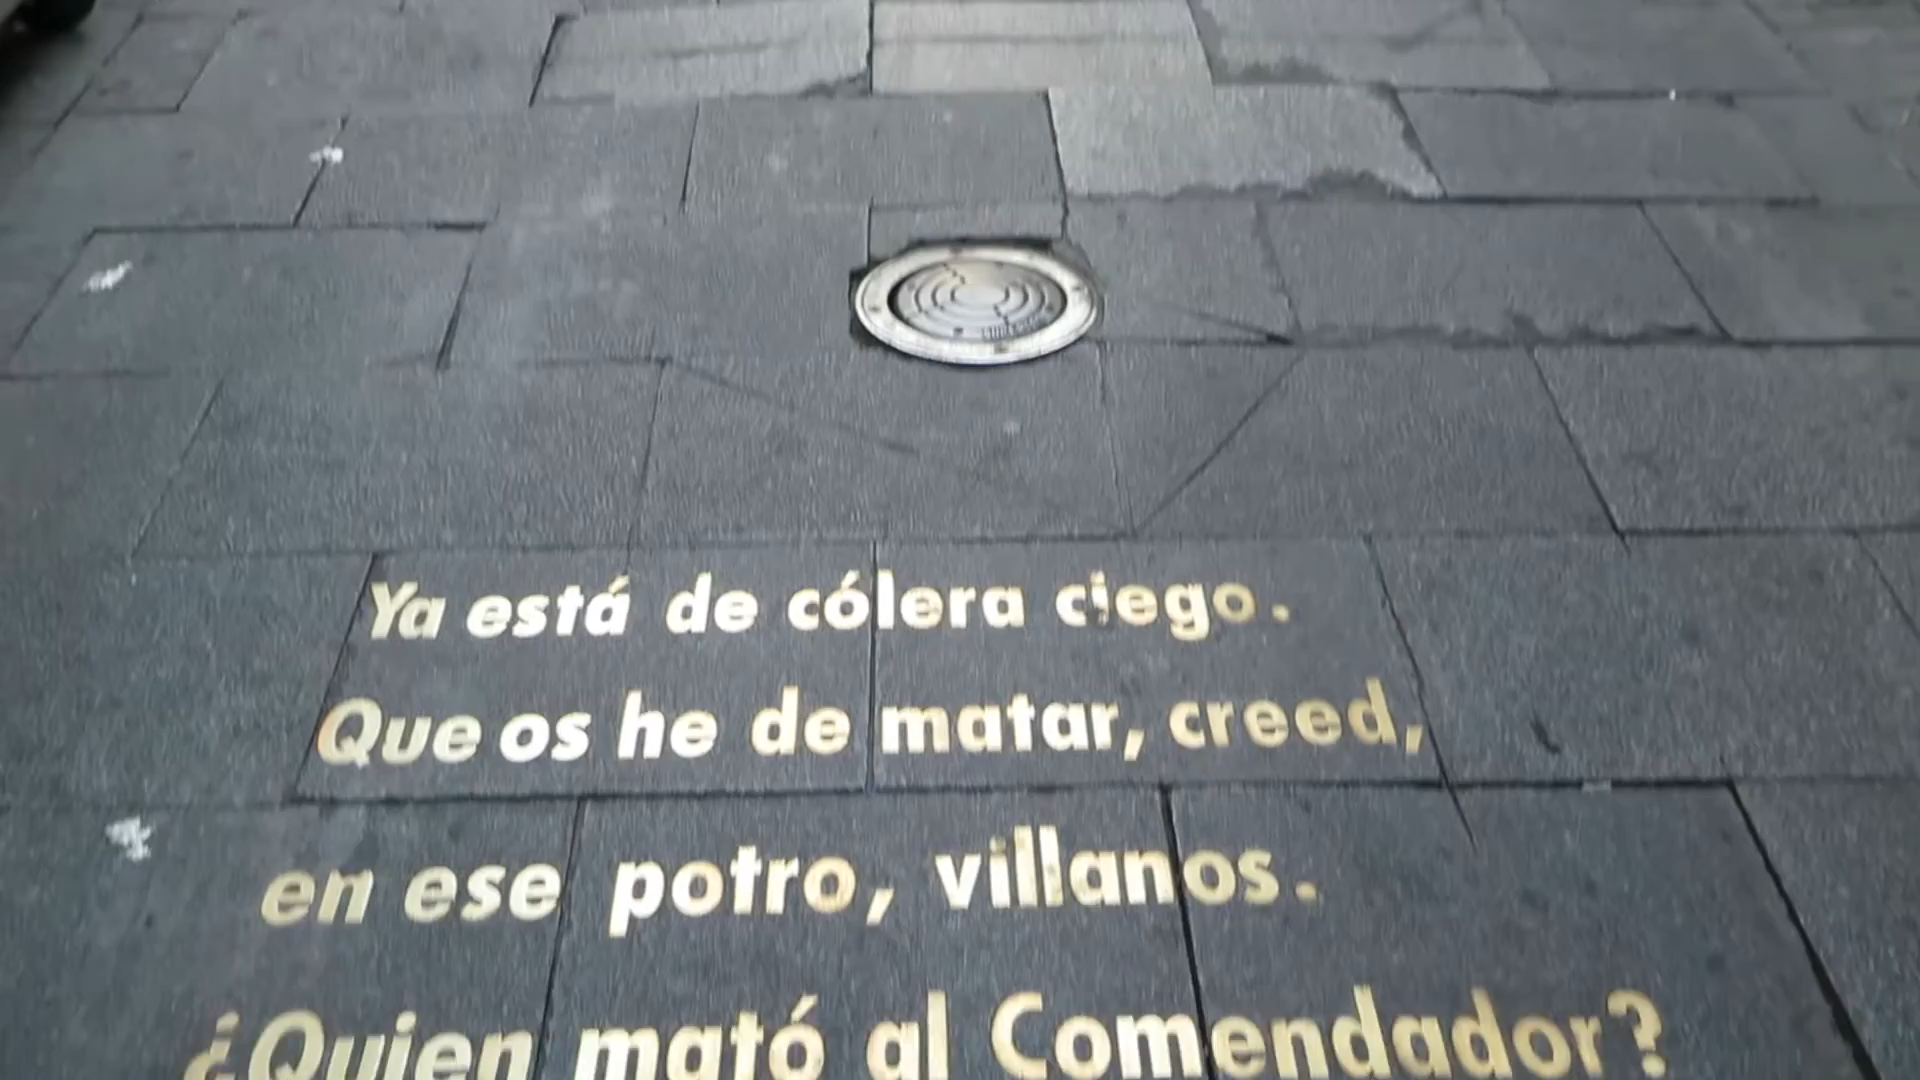 Ya está de cólera ciego.
Que os he de matar, creed,
en ese potro, villanos.
¿Quien mató al Comendador?